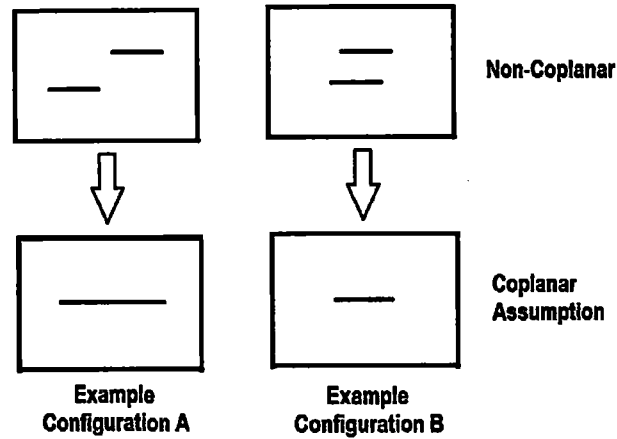 Non-Coplanar
Coplanar
Assumption
Example
Configuration A
Example
Configuration B